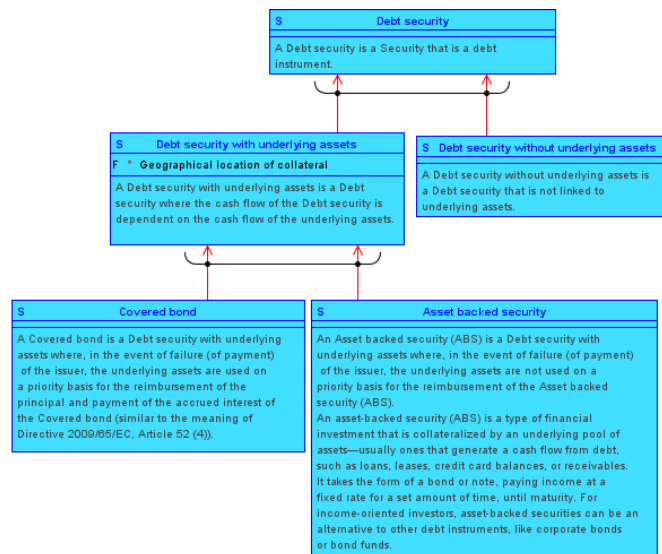 S Debt security
A Debt security is a Security that is a debt
instrument.
S Debt security with underlying assets
F * Geographical location of collateral
A Debt security with underlying assets is a Debt
security where the cash flow of the Debt security is
dependent on the cash flow of the underlying assets.
S Debt security without underlying assets
A Debt security without underlying assets is
a Debt security that is not linked to
underlying assets.
S Covered bond
A Covered bond is a Debt security with underlying
assets where, in the event of failure (of payment)
of the issuer, the underlying assets are used on
a priority basis for the reimbursement of the
principal and payment of the accrued interest of
the Covered bond (similar to the meaning of
Directive 2009/65/EC, Article 52 (4)).
S Asset backed security
An Asset backed security (ABS) is a Debt security with
underlying assets where, in the event of failure (of payment)
of the issuer, the underlying assets are not used on a
priority basis for the reimbursement of the Asset backed
security (ABS).
An asset-backed security (ABS) is a type of financial
investment that is collateralized by an underlying pool of
assets—usually ones that generate a cash flow from debt,
such as loans, leases, credit card balances, or receivables.
It takes the form of a bond or note, paying income at a
fixed rate for a set amount of time, until maturity. For
income-oriented investors, asset-backed securities can be an
alternative to other debt instruments, like corporate bonds
or bond funds.